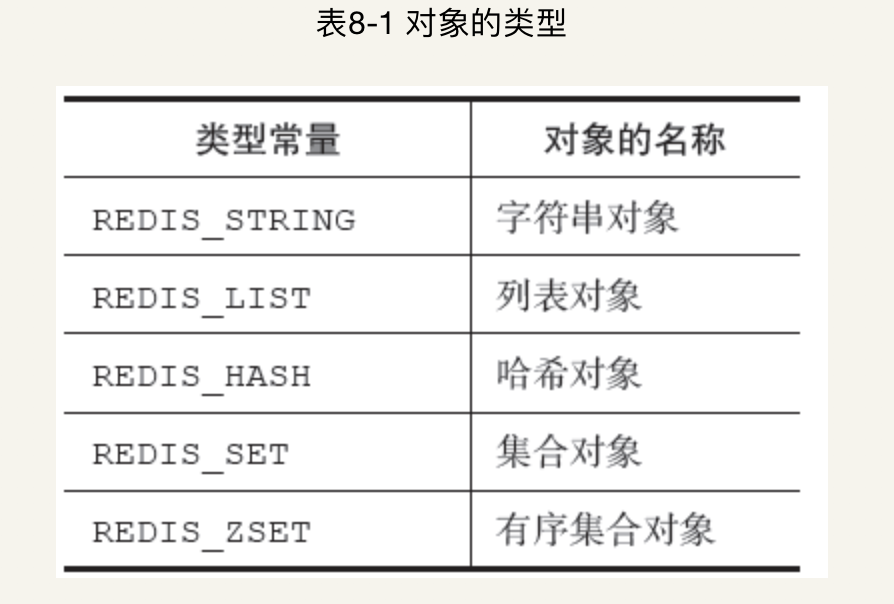 表8-1 对象的类型
类型常量 对象的名称
REDIS_STRING 字符串对象
REDIS_LIST 列表对象
REDIS_HASH 哈希对象
REDIS_SET 集合对象
REDIS_ZSET 有序集合对象